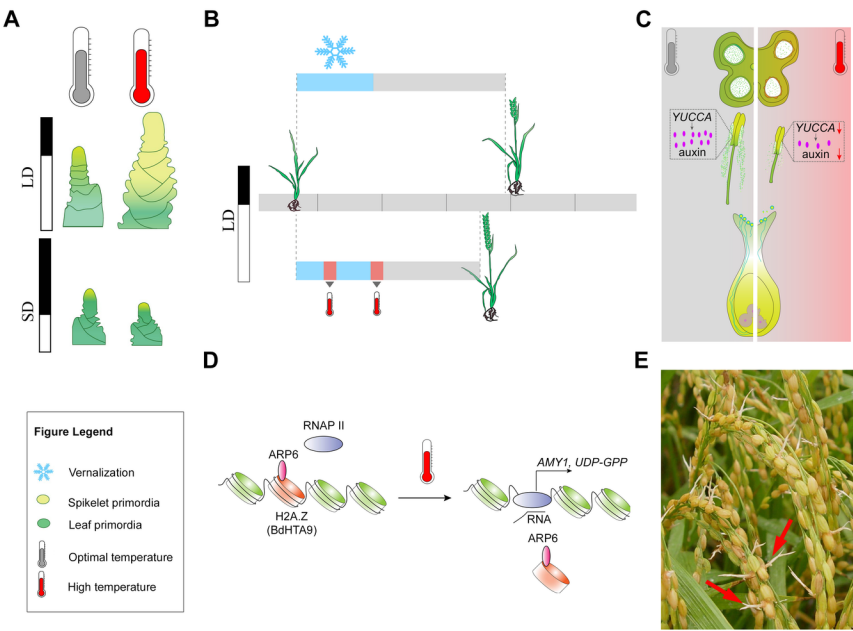 A
B
C
LD
SD
LD
YUCCA
auxin
YUCCA
auxin
D
E
RNAP II
ARP6
H2A.Z
(BdHTA9)
AMY1, UDP-GPP
RNA
ARP6
Figure Legend
Vernalization
Spikelet primordia
Leaf primordia
Optimal temperature
High temperature